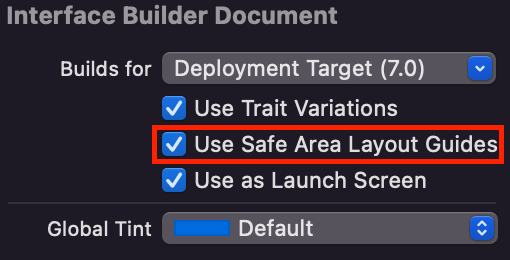 Interface Builder Document
Builds for Deployment Target (7.0)
Use Trait Variations
Use Safe Area Layout Guides
Use as Launch Screen
Global Tint Default